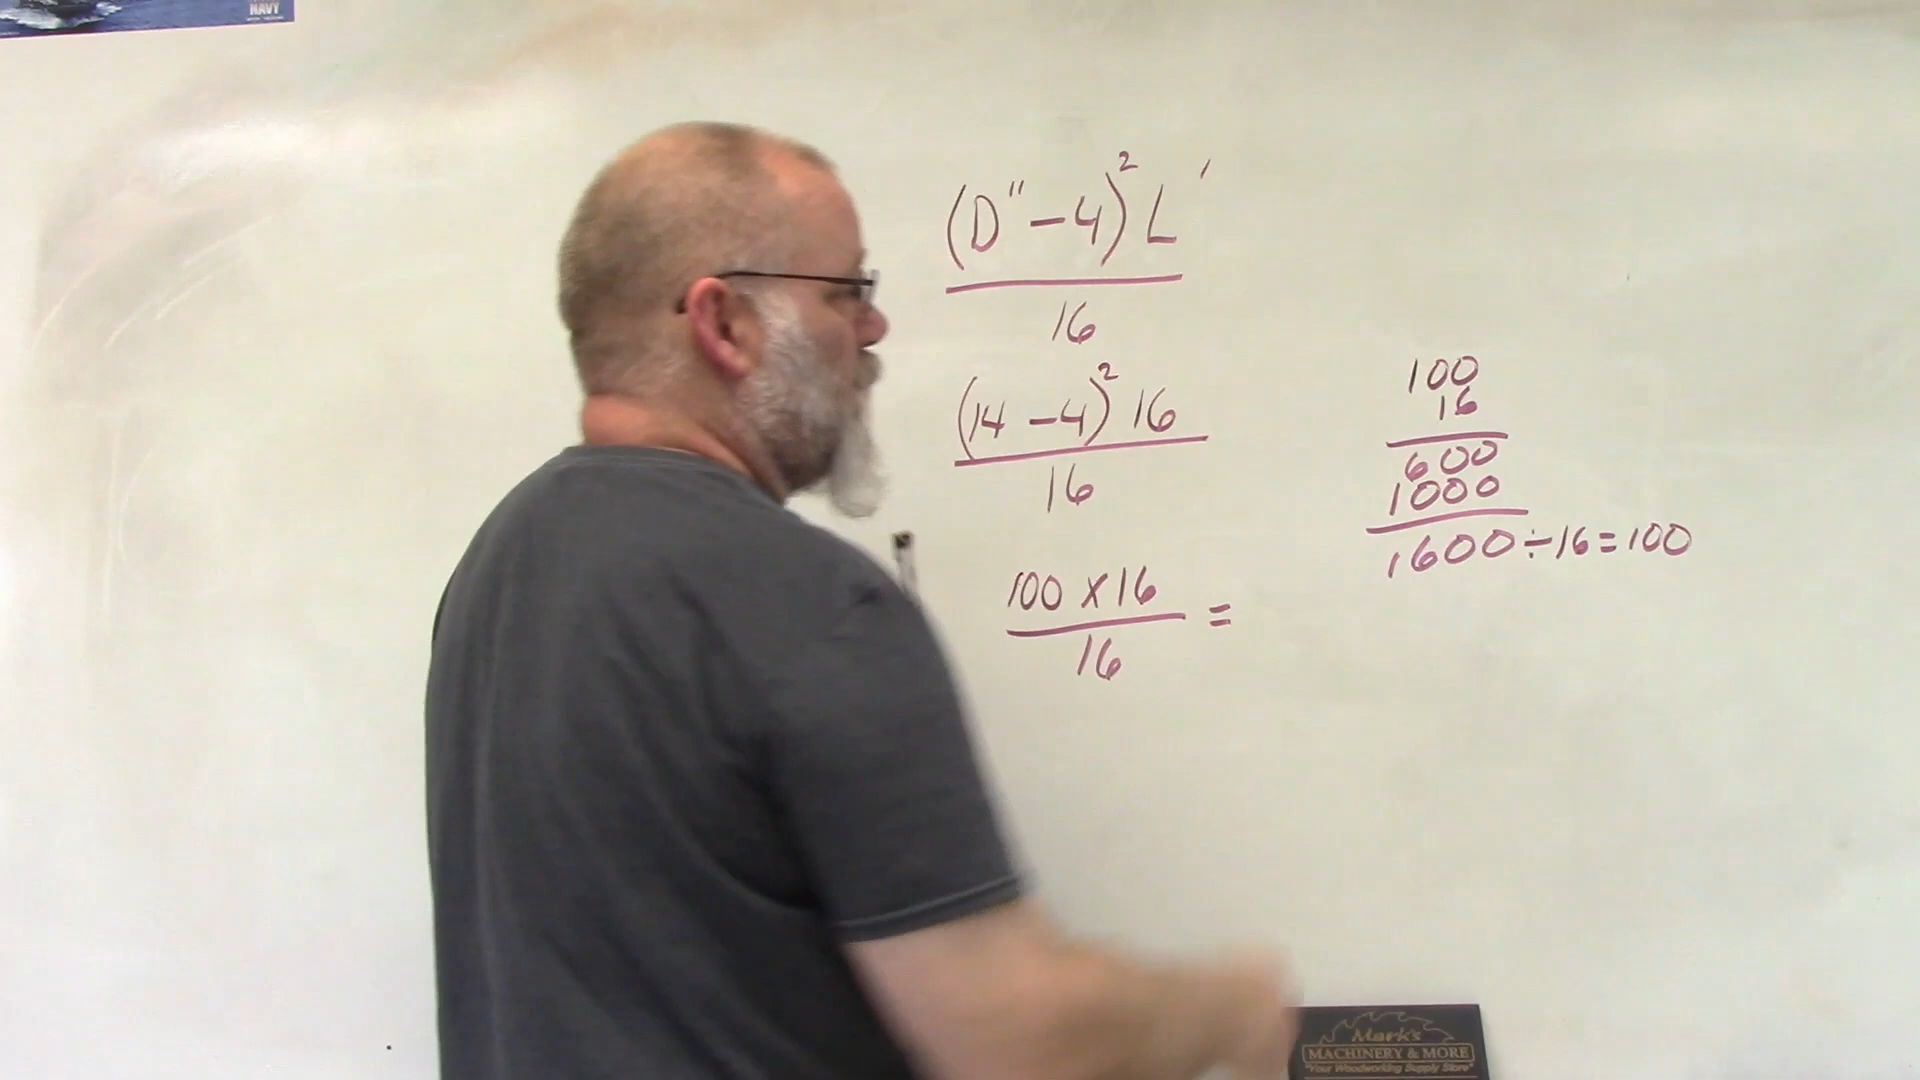 NAVY
(D" - 4)² L '
16
(14 - 4)² 16
16
100 x 16 =
16
100
16
600
1000
1600 ÷ 16 = 100
Mark's
MACHINERY & MORE
"Your Woodworking Supply Store"